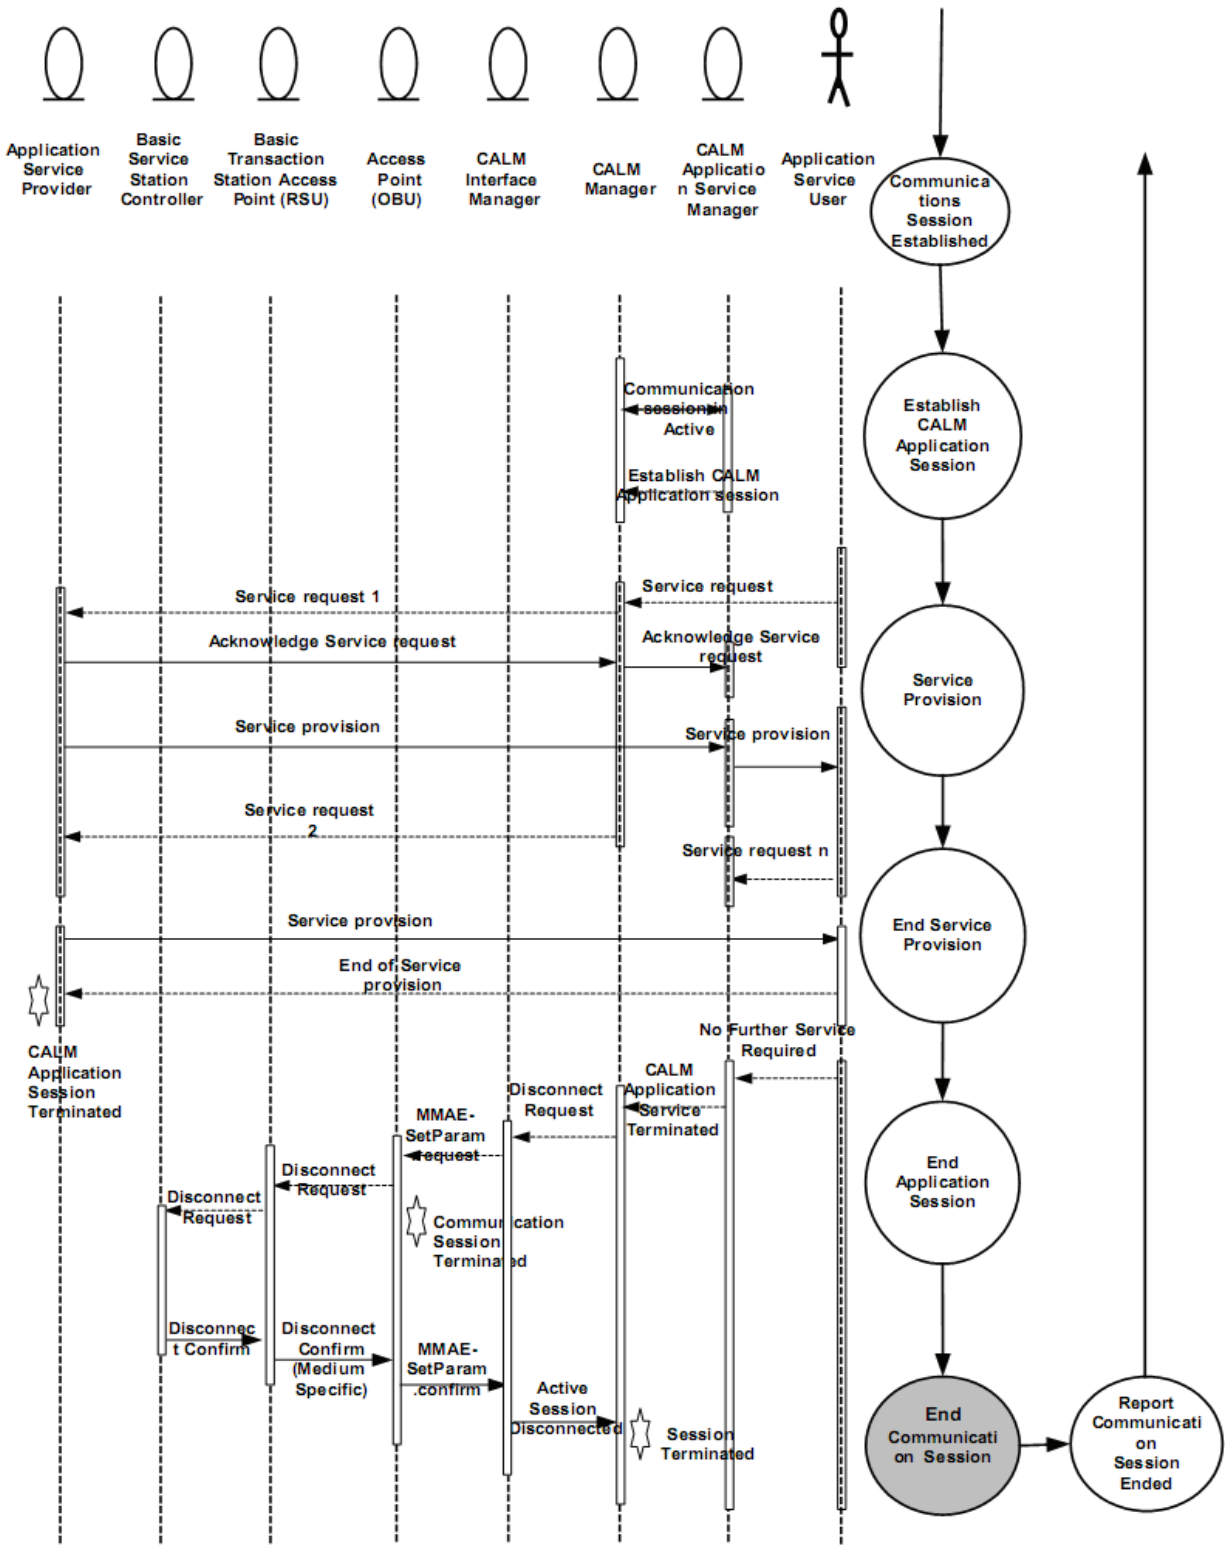 Application
Service
Provider
Basic
Service
Station
Controller
Basic
Transaction
Station Access
Point (RSU)
Access
Point
(OBU)
CALM
Interface
Manager
CALM
Manager
CALM
Applicatio
n Service
Manager
Application
Service
User
Communica
tions
Session
Established
Communication
session in
Active
Establish CALM
Application session
Establish
CALM
Application
Session
Service request
Service request 1
Acknowledge Service request
Acknowledge Service
request
Service
Provision
Service provision
Service provision
Service request
2
Service request n
Service provision
End Service
Provision
End of Service
provision
No Further Service
Required
CALM
Application
Session
Terminated
CALM
Application
Service
Terminated
Disconnect
Request
MMAE-
SetParam
.request
Disconnect
Request
Disconnect
Request
Communication
Session
Terminated
End
Application
Session
Disconnec
t Confirm
Disconnect
Confirm
(Medium
Specific)
MMAE-
SetParam
.confirm
Active
Session
Disconnected
Session
Terminated
End
Communicati
on Session
Report
Communicati
on
Session
Ended